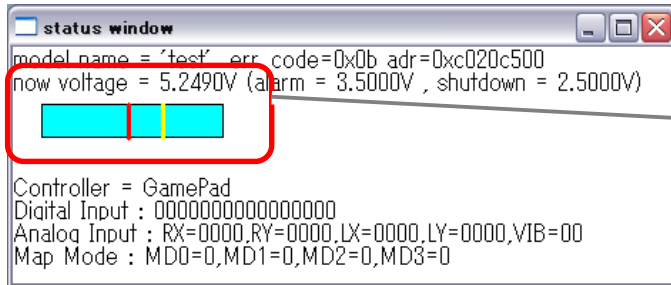 status window
model name = 'test' err code=0x0b adr=0xc020c500
now voltage = 5.2490V (alarm = 3.5000V , shutdown = 2.5000V)
Controller = GamePad
Digital Input : 0000000000000000
Analog Input : RX=0000,RY=0000,LX=0000,LY=0000,VIB=00
Map Mode : MD0=0,MD1=0,MD2=0,MD3=0